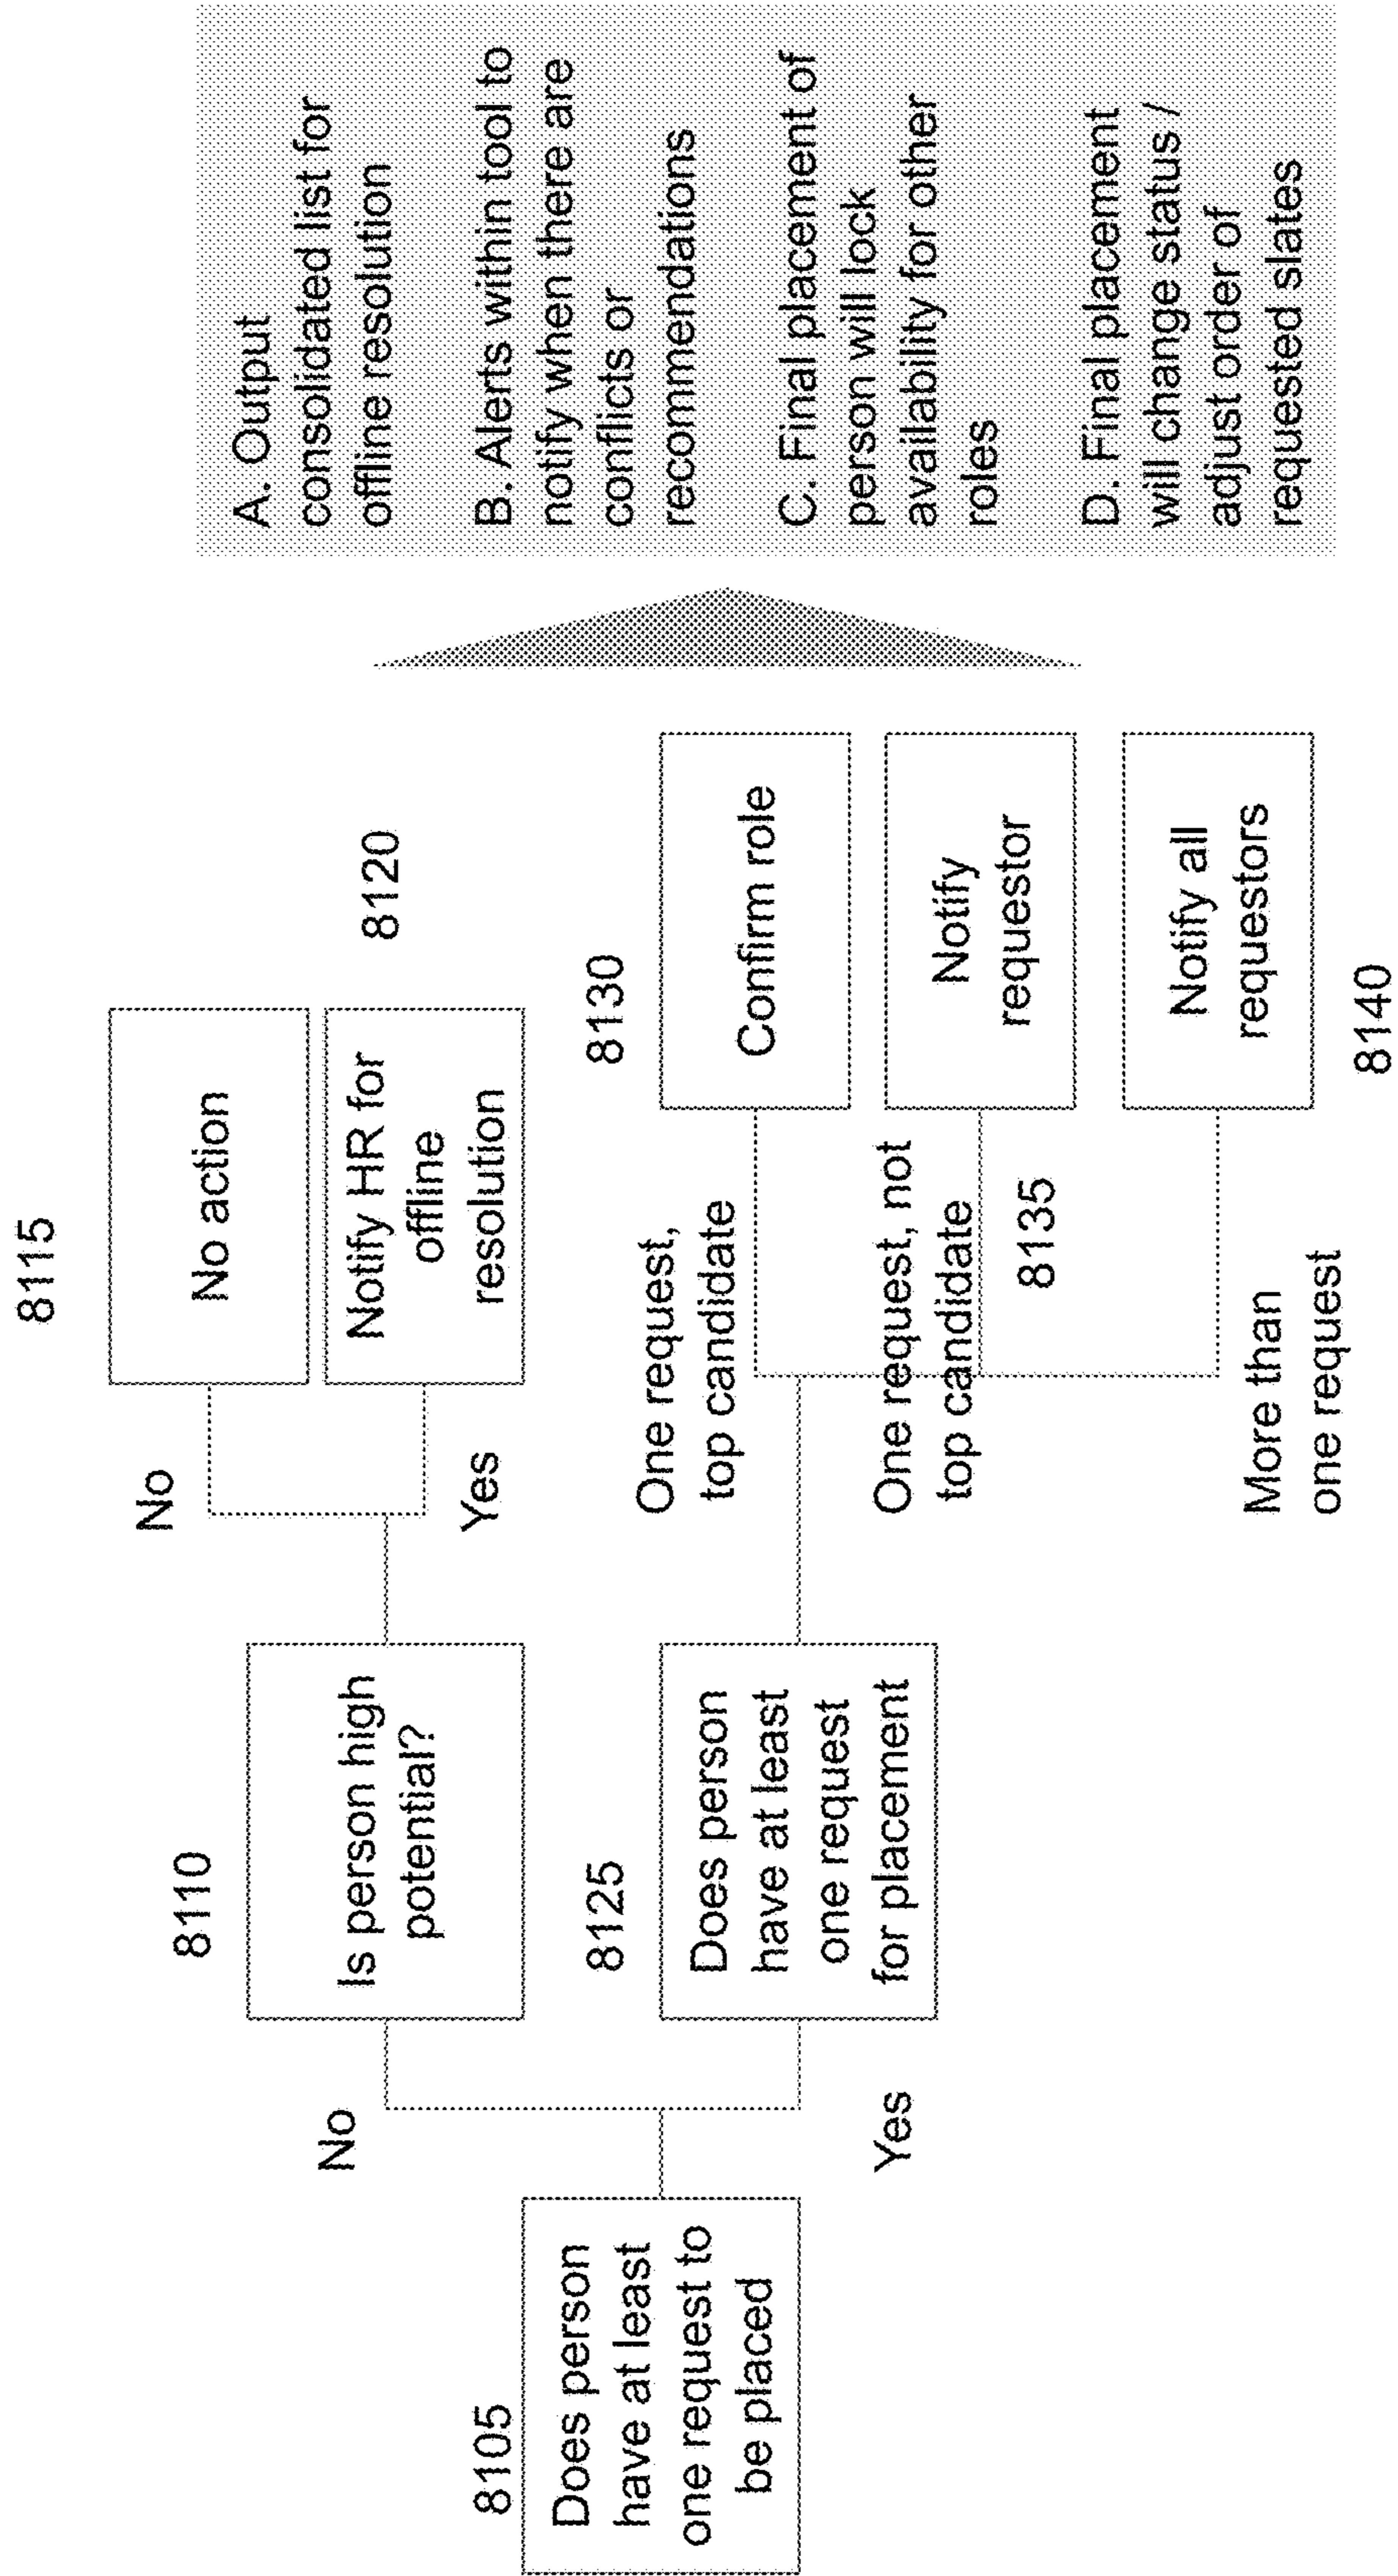 8105
Does person
have at least
one request to
be placed
No
Yes
8110
Is person high
potential?
8125
Does person
have at least
one request
for placement
No
Yes
8115
No action
Notify HR for
offline
resolution
8120
One request,
top candidate
One request, not
top candidate
8135
More than
one request
8130
Confirm role
Notify
requestor
Notify all
requestors
8140
A. Output
consolidated list for
offline resolution
B. Alerts within tool to
notify when there are
conflicts or
recommendations
C. Final placement of
person will lock
availability for other
roles
D. Final placement
will change status /
adjust order of
requested slates